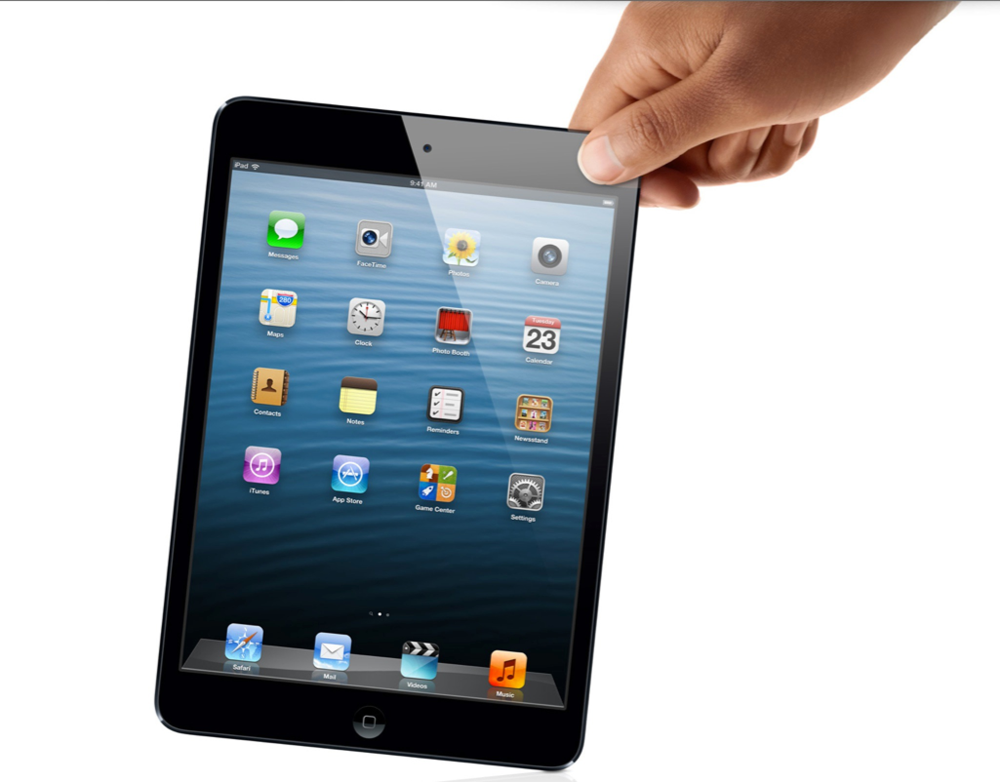 iPad
9:41 AM
Messages
FaceTime
Photos
Camera
280
Maps
Clock
Photo Booth
Tuesday
23
Calendar
Contacts
Notes
Reminders
Newsstand
iTunes
App Store
Game Center
Settings
Safari
Mail
Videos
Music